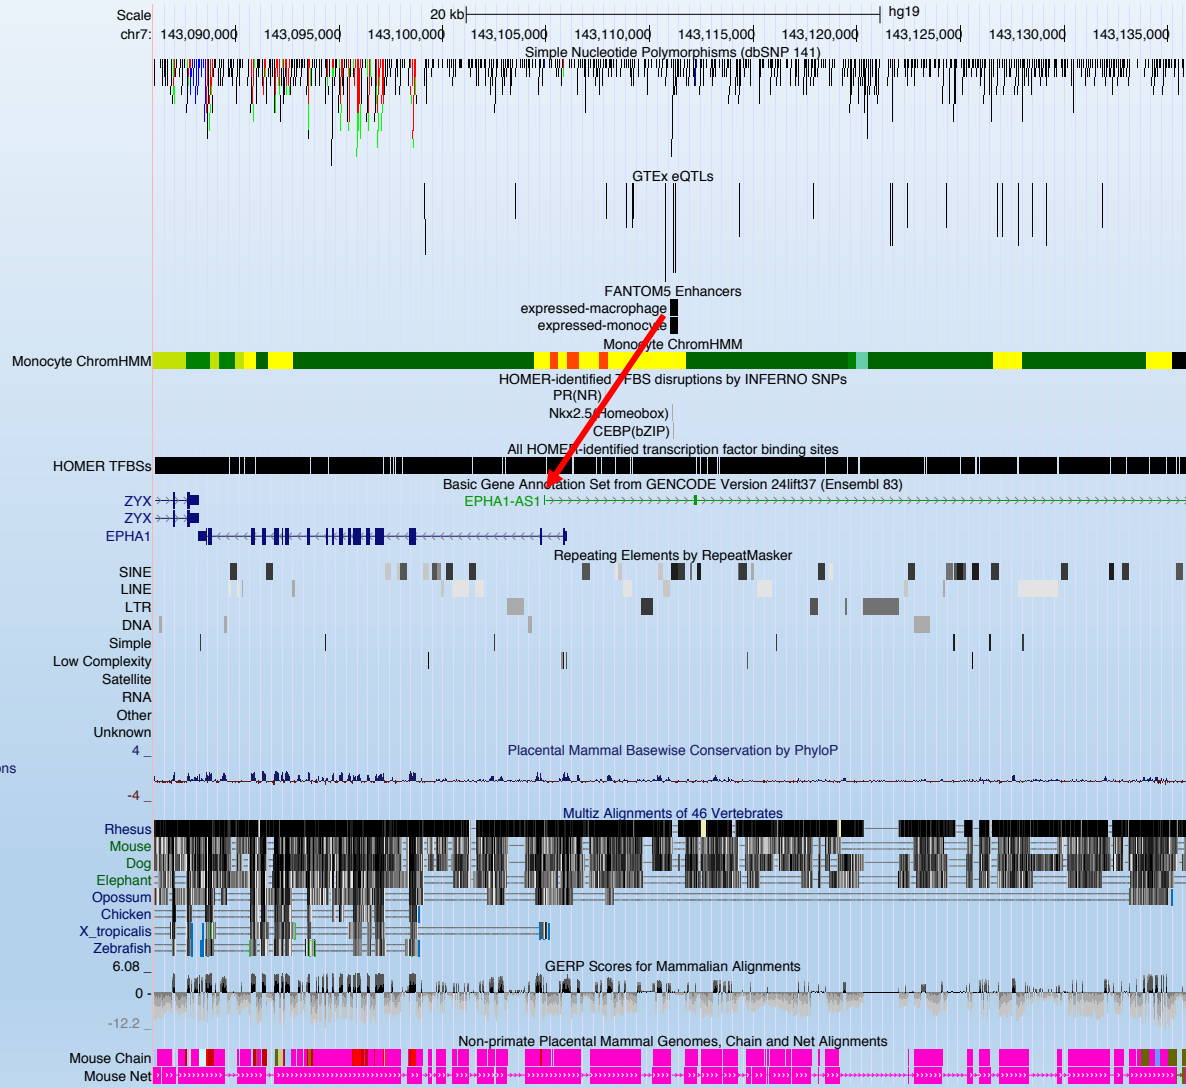 Scale 20 kb hg19
chr7: 143,090,000 143,095,000 143,100,000 143,105,000 143,110,000 143,115,000 143,120,000 143,125,000 143,130,000 143,135,000
Simple Nucleotide Polymorphisms (dbSNP 141)
GTEx eQTLs
FANTOM5 Enhancers
expressed-macrophage
expressed-monocyte
Monocyte ChromHMM
Monocyte ChromHMM
HOMER-identified TFBS disruptions by INFERNO SNPs
PR(NR)
Nkx2.5(Homeobox)
CEBP(bZIP)
All HOMER-identified transcription factor binding sites
HOMER TFBSs
Basic Gene Annotation Set from GENCODE Version 24lift37 (Ensembl 83)
ZYX EPHA1-AS1
ZYX
EPHA1
Repeating Elements by RepeatMasker
SINE
LINE
LTR
DNA
Simple
Low Complexity
Satellite
RNA
Other
Unknown
4 _ Placental Mammal Basewise Conservation by PhyloP
ons
-4 _
Multiz Alignments of 46 Vertebrates
Rhesus
Mouse
Dog
Elephant
Opossum
Chicken
X_tropicalis
Zebrafish
6.08 _ GERP Scores for Mammalian Alignments
0 -
-12.2 _
Non-primate Placental Mammal Genomes, Chain and Net Alignments
Mouse Chain
Mouse Net